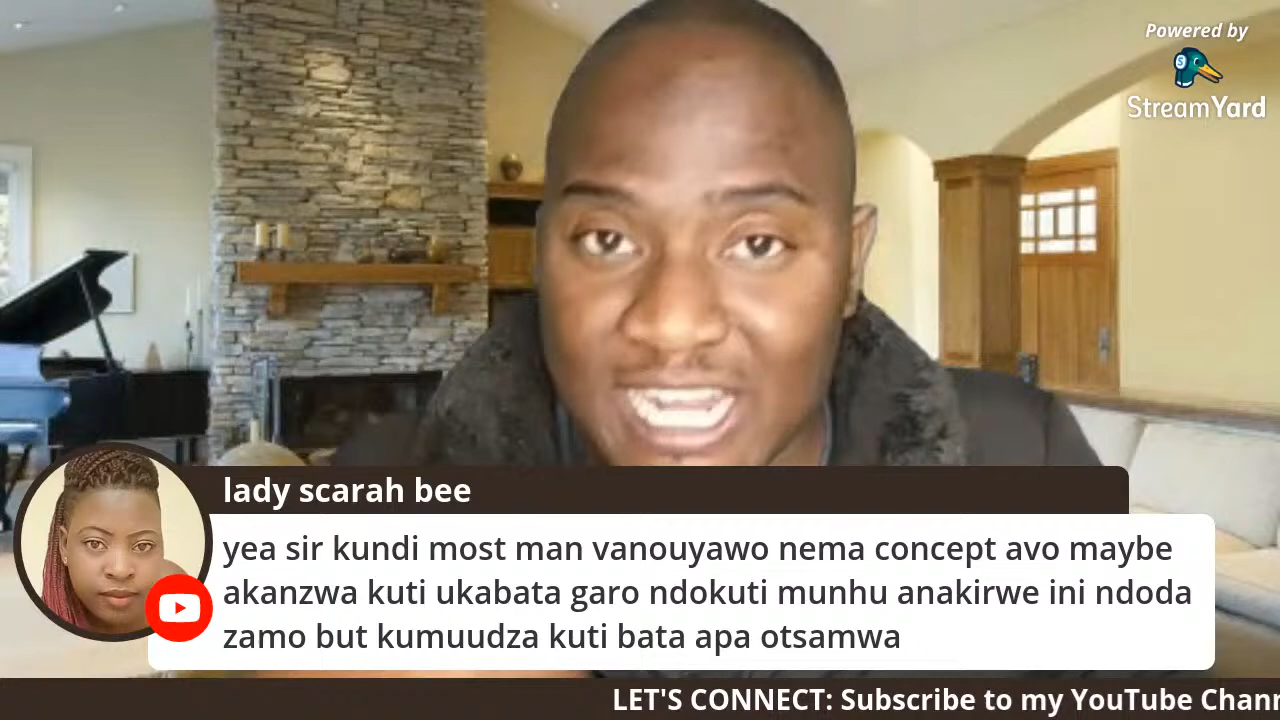 Powered by
StreamYard
lady scarah bee
yea sir kundi most man vanouyawo nema concept avo maybe
akanzwa kuti ukabata garo ndokuti munhu anakirwe ini ndoda
zamo but kumuudza kuti bata apa otsamwa
LET'S CONNECT: Subscribe to my YouTube Chann